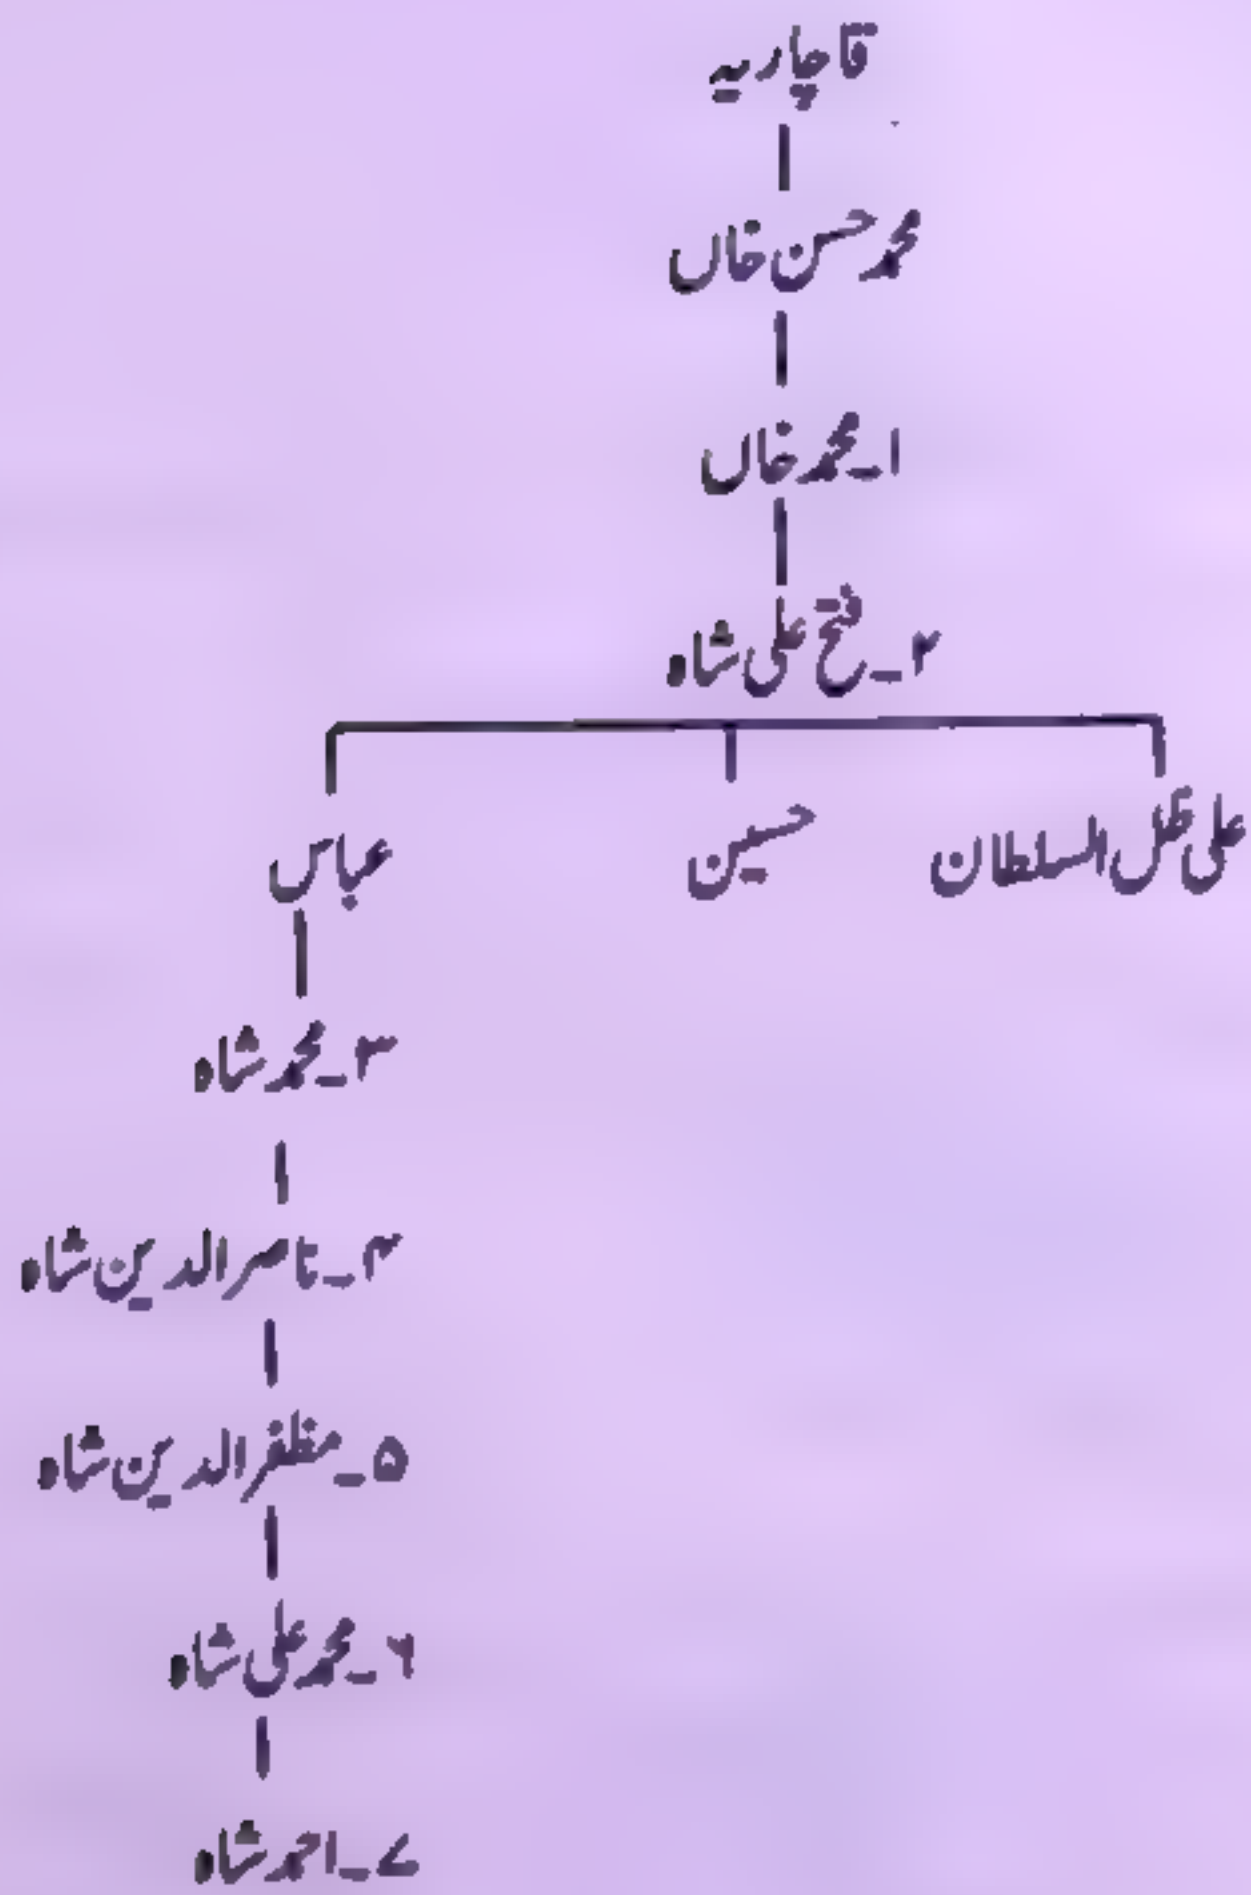 قاچاریہ
محمد حسن خاں
۱۔محمد خاں
۲۔فتح علی شاہ
علی ظل السلطان
حسین
عباس
۳۔محمد شاہ
۴۔ناصر الدین شاہ
۵۔مظفر الدین شاہ
۶۔محمد علی شاہ
۷۔احمد شاہ